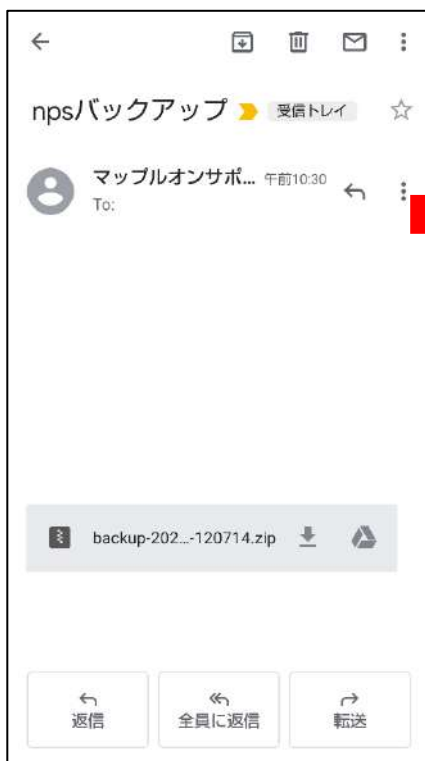 npsバックアップ 受信トレイ
マップルオンサポ... 午前10:30
To:
backup-202...-120714.zip
返信 全員に返信 転送